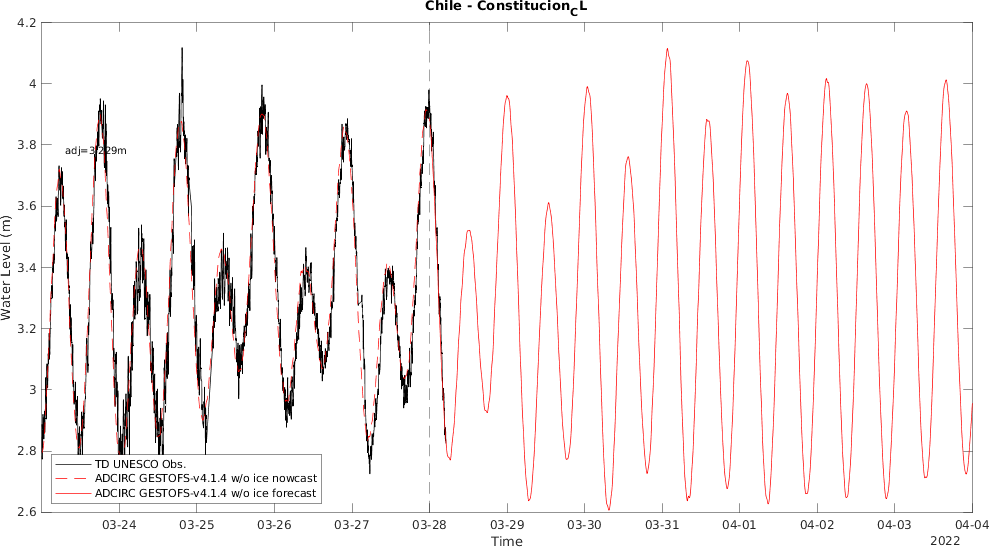 Chile - Constitucion_CL
4.2
4
3.8
3.6
3.4
3.2
3
2.8
2.6
Water Level (m)
adj=3.229m
TD UNESCO Obs.
ADCIRC GESTOFS-v4.1.4 w/o ice nowcast
ADCIRC GESTOFS-v4.1.4 w/o ice forecast
03-24 03-25 03-26 03-27 03-28 03-29 03-30 03-31 04-01 04-02 04-03 04-04
Time
2022